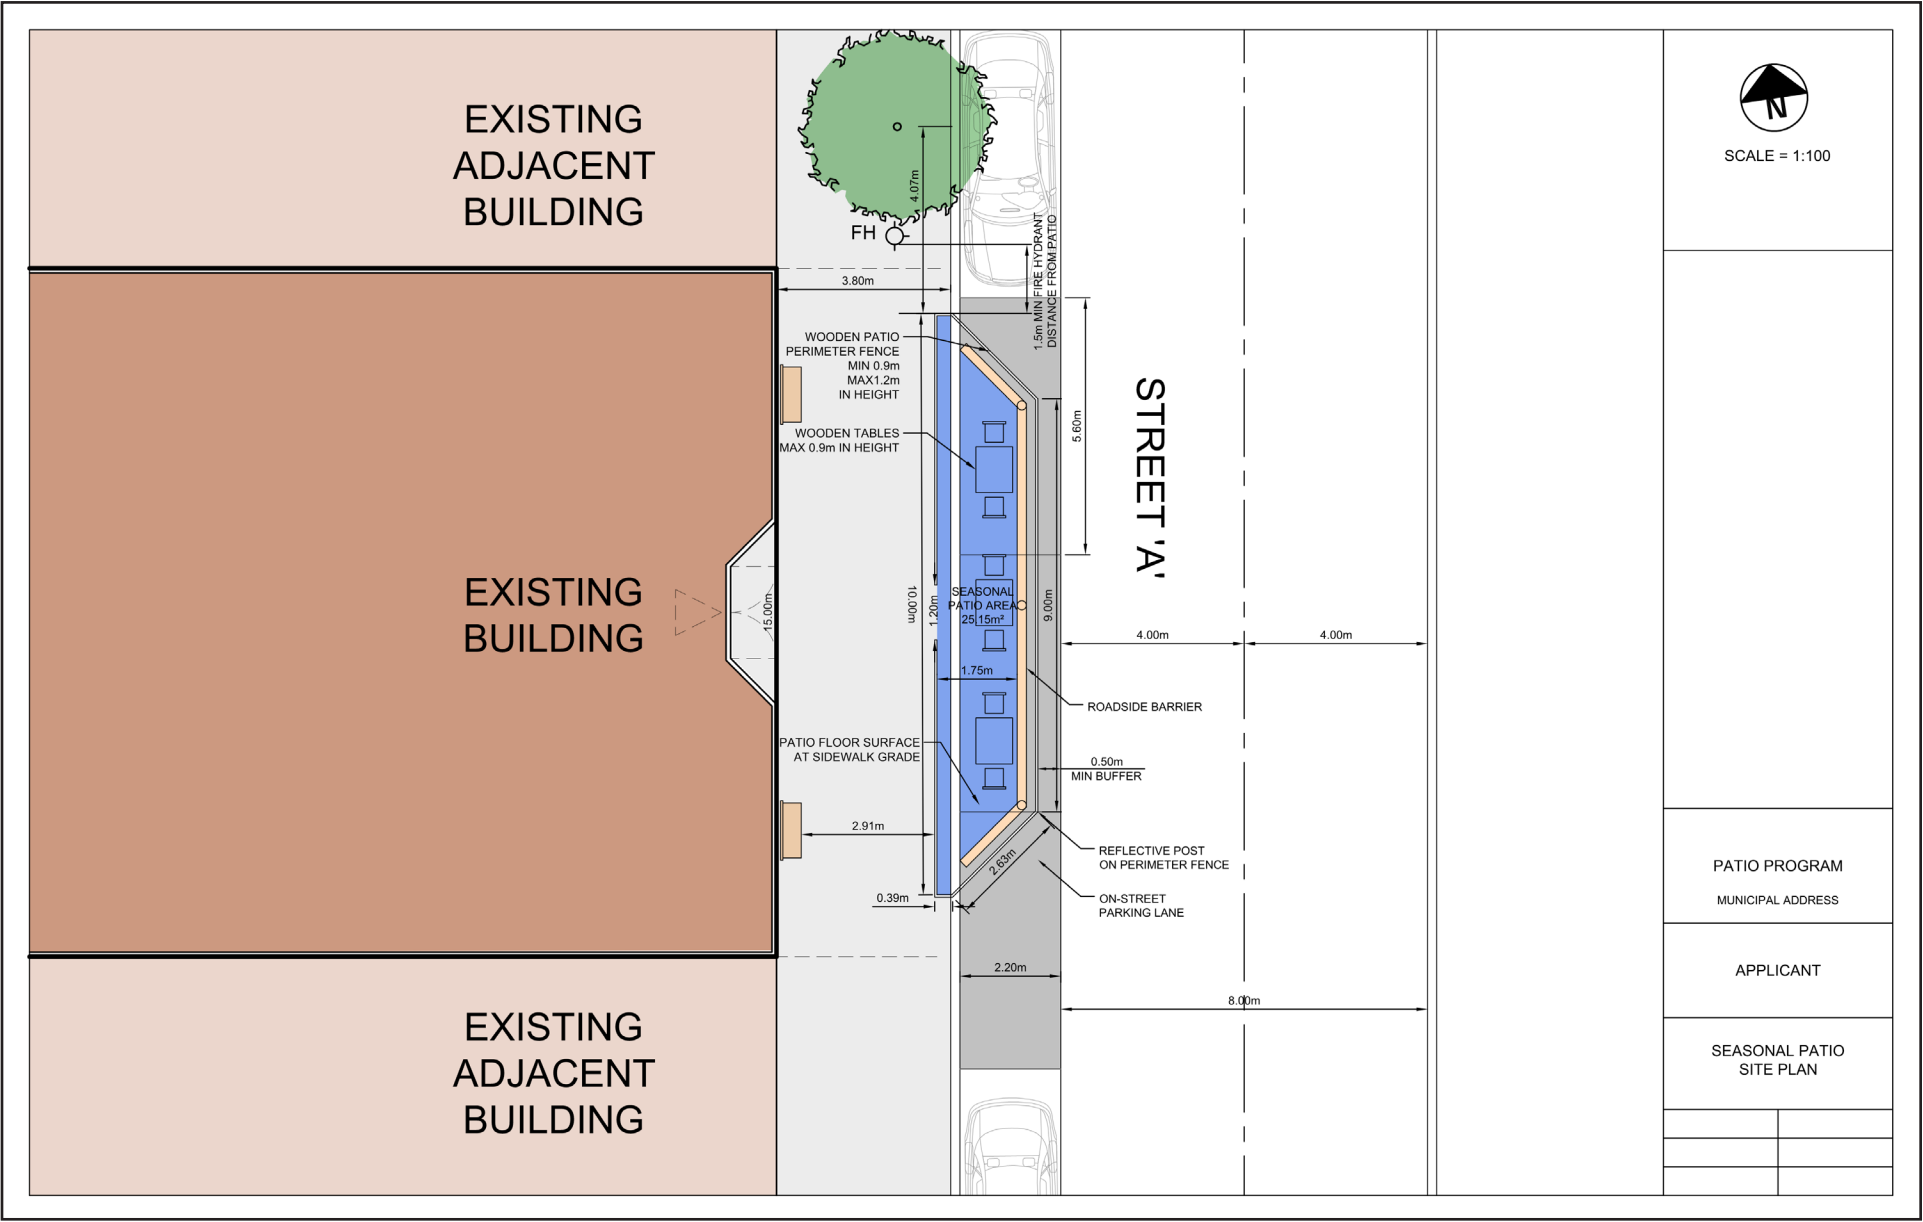 EXISTING
ADJACENT
BUILDING
FH
4.07m
3.80m
1.5m MIN FIRE HYDRANT
DISTANCE FROM PATIO
WOODEN PATIO
PERIMETER FENCE
MIN 0.9m
MAX1.2m
IN HEIGHT
WOODEN TABLES
MAX 0.9m IN HEIGHT
5.60m
STREET 'A'
EXISTING
BUILDING
15.00m
10.00m
1.20m
SEASONAL
PATIO AREA
25.15m²
9.00m
4.00m
4.00m
1.75m
ROADSIDE BARRIER
PATIO FLOOR SURFACE
AT SIDEWALK GRADE
0.50m
MIN BUFFER
2.91m
2.63m
REFLECTIVE POST
ON PERIMETER FENCE
0.39m
ON-STREET
PARKING LANE
2.20m
8.00m
EXISTING
ADJACENT
BUILDING
N
SCALE = 1:100
PATIO PROGRAM
MUNICIPAL ADDRESS
APPLICANT
SEASONAL PATIO
SITE PLAN